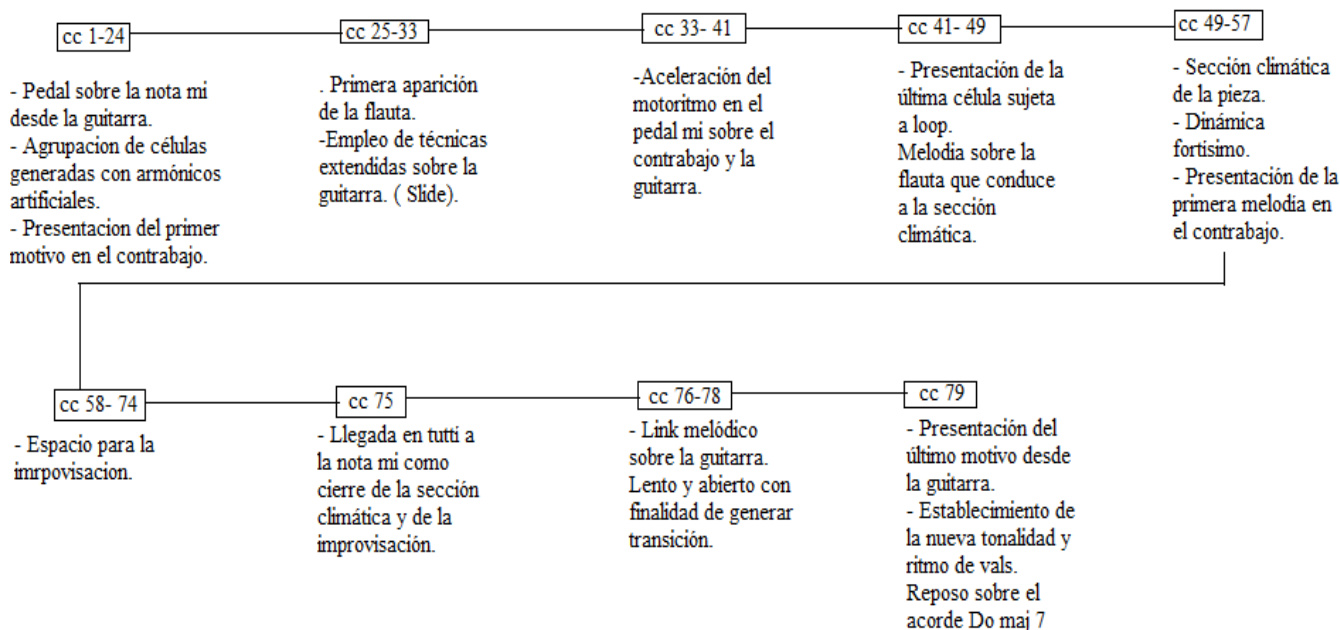 cc 1-24
- Pedal sobre la nota mi
desde la guitarra.
- Agrupacion de células
generadas con armónicos
artificiales.
- Presentacion del primer
motivo en el contrabajo.
cc 25-33
. Primera aparición
de la flauta.
-Empleo de técnicas
extendidas sobre la
guitarra. ( Slide).
cc 33- 41
-Aceleración del
motoritmo en el
pedal mi sobre el
contrabajo y la
guitarra.
cc 41- 49
- Presentación de la
última célula sujeta
a loop.
Melodia sobre la
flauta que conduce
a la sección
climática.
cc 49-57
- Sección climática
de la pieza.
- Dinámica
fortisimo.
- Presentación de la
primera melodia en
el contrabajo.
cc 58- 74
- Espacio para la
imrpovisacion.
cc 75
- Llegada en tutti a
la nota mi como
cierre de la sección
climática y de la
improvisación.
cc 76-78
- Link melódico
sobre la guitarra.
Lento y abierto con
finalidad de generar
transición.
cc 79
- Presentación del
último motivo desde
la guitarra.
- Establecimiento de
la nueva tonalidad y
ritmo de vals.
Reposo sobre el
acorde Do maj 7